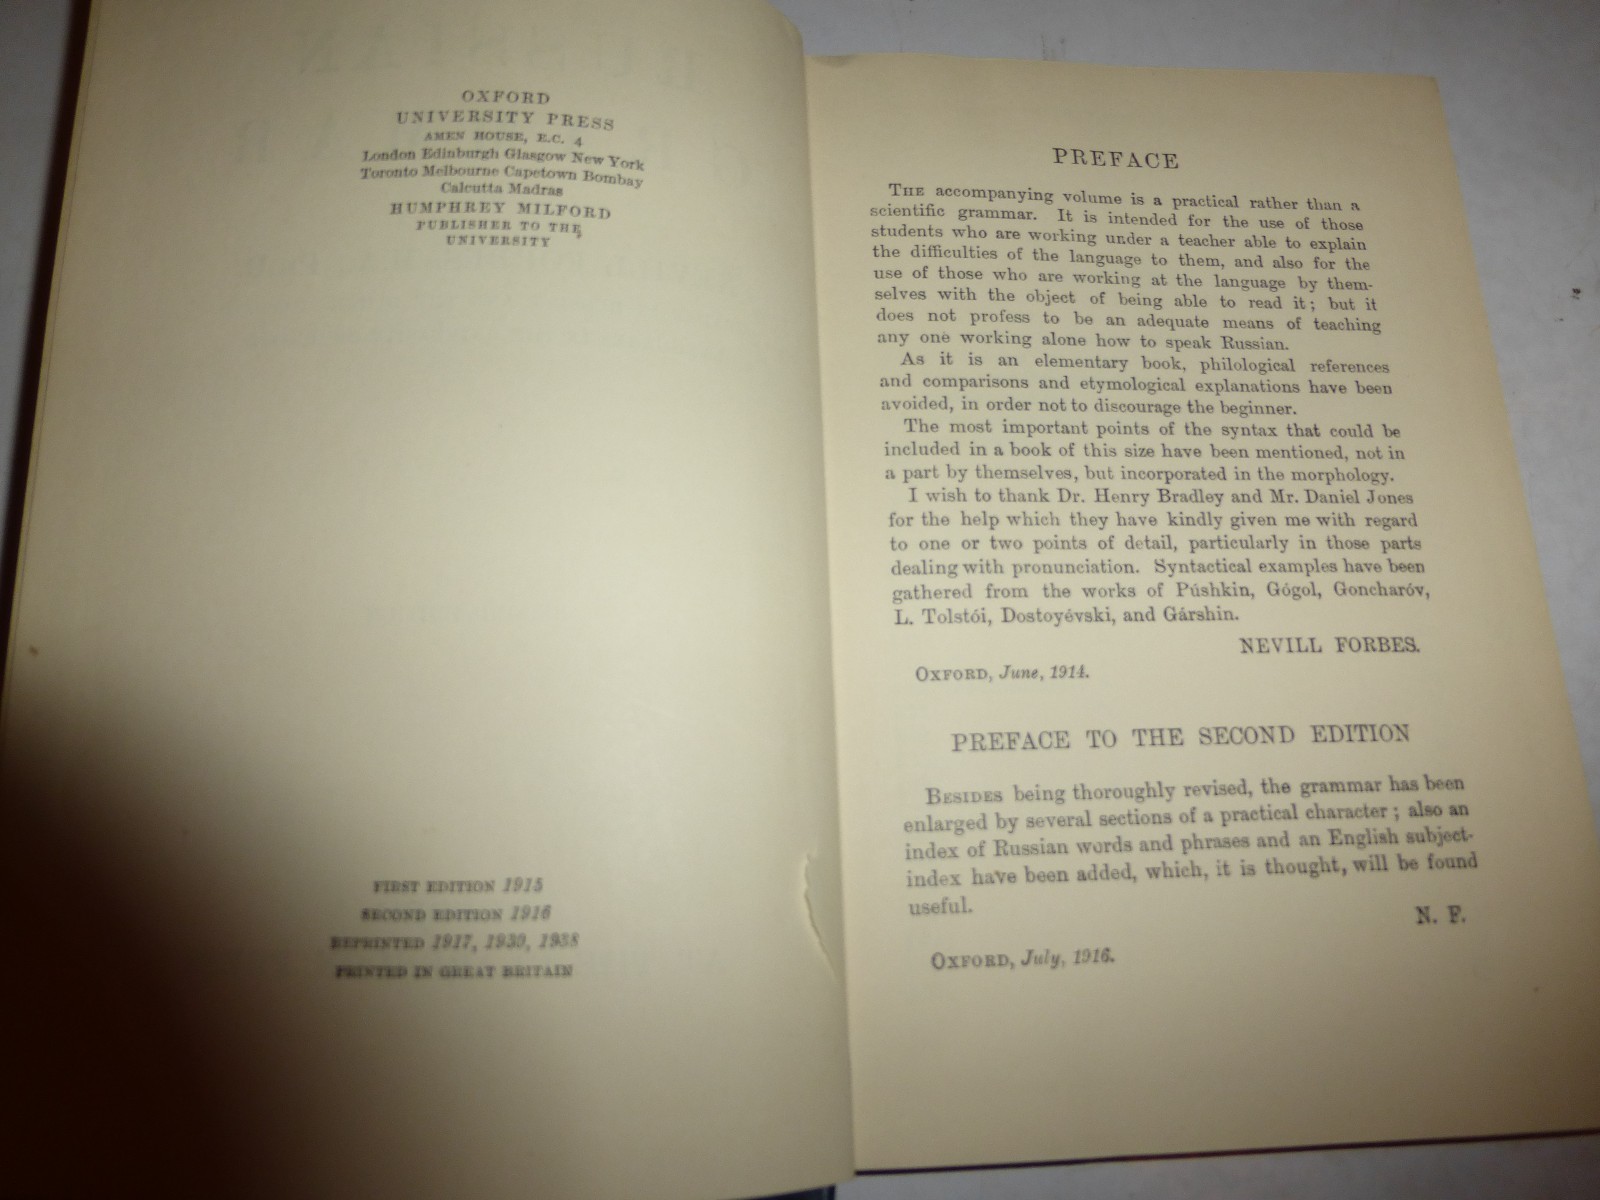 OXFORD
UNIVERSITY PRESS
AMEN HOUSE, E.C. 4
London Edinburgh Glasgow New York
Toronto Melbourne Capetown Bombay
Calcutta Madras
HUMPHREY MILFORD
PUBLISHER TO THE
UNIVERSITY
FIRST EDITION 1915
SECOND EDITION 1916
REPRINTED 1917, 1930, 1938
PRINTED IN GREAT BRITAIN
PREFACE
THE accompanying volume is a practical rather than a
scientific grammar. It is intended for the use of those
students who are working under a teacher able to explain
the difficulties of the language to them, and also for the
use of those who are working at the language by them-
selves with the object of being able to read it; but it
does not profess to be an adequate means of teaching
any one working alone how to speak Russian.
As it is an elementary book, philological references
and comparisons and etymological explanations have been
avoided, in order not to discourage the beginner.
The most important points of the syntax that could be
included in a book of this size have been mentioned, not in
a part by themselves, but incorporated in the morphology.
I wish to thank Dr. Henry Bradley and Mr. Daniel Jones
for the help which they have kindly given me with regard
to one or two points of detail, particularly in those parts
dealing with pronunciation. Syntactical examples have been
gathered from the works of Púshkin, Gógol, Goncharóv,
L. Tolstói, Dostoyévski, and Gárshin.
NEVILL FORBES.
OXFORD, June, 1914.
PREFACE TO THE SECOND EDITION
BESIDES being thoroughly revised, the grammar has been
enlarged by several sections of a practical character; also an
index of Russian words and phrases and an English subject-
index have been added, which, it is thought, will be found
useful.
N. F.
OXFORD, July, 1916.